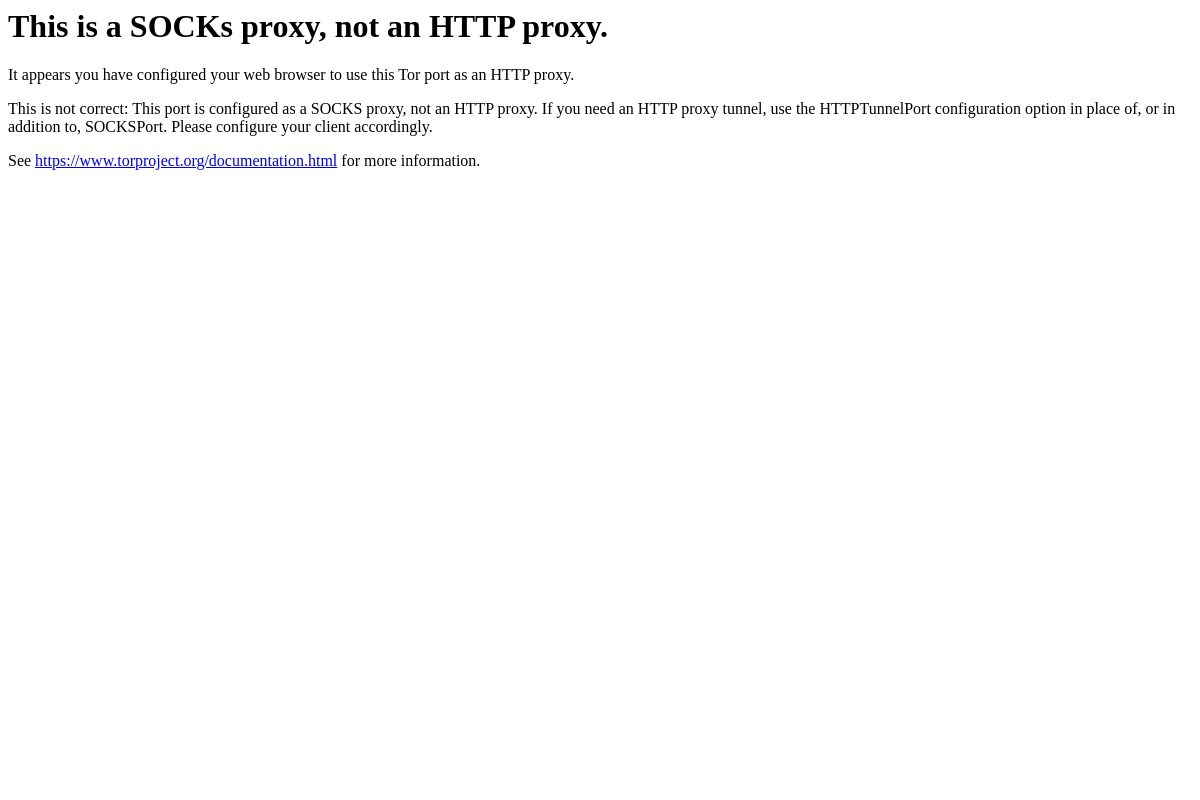 This is a SOCKs proxy, not an HTTP proxy.
It appears you have configured your web browser to use this Tor port as an HTTP proxy.
This is not correct: This port is configured as a SOCKS proxy, not an HTTP proxy. If you need an HTTP proxy tunnel, use the HTTPTunnelPort configuration option in place of, or in
addition to, SOCKSPort. Please configure your client accordingly.
See https://www.torproject.org/documentation.html for more information.